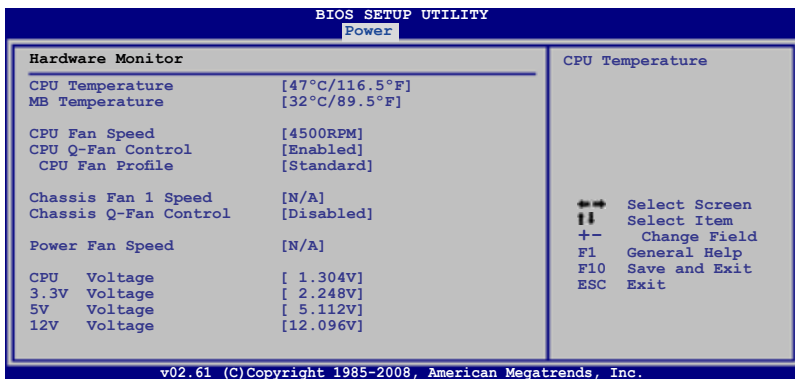 BIOS SETUP UTILITY
Power
Hardware Monitor
CPU Temperature [47°C/116.5°F]
MB Temperature [32°C/89.5°F]
CPU Fan Speed [4500RPM]
CPU Q-Fan Control [Enabled]
CPU Fan Profile [Standard]
Chassis Fan 1 Speed [N/A]
Chassis Q-Fan Control [Disabled]
Power Fan Speed [N/A]
CPU Voltage [ 1.304V]
3.3V Voltage [ 2.248V]
5V Voltage [ 5.112V]
12V Voltage [12.096V]
CPU Temperature
←→ Select Screen
↑↓ Select Item
+- Change Field
F1 General Help
F10 Save and Exit
ESC Exit
v02.61 (C)Copyright 1985-2008, American Megatrends, Inc.